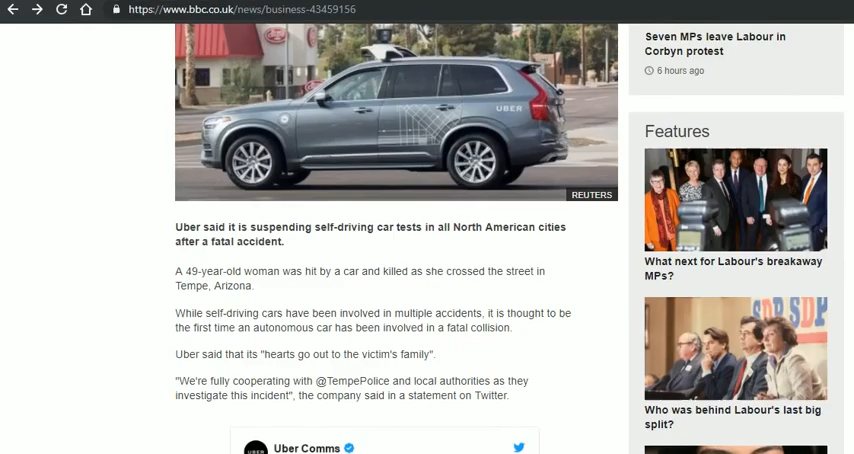 https://www.bbc.co.uk/news/business-43459156
UBER
REUTERS
Uber said it is suspending self-driving car tests in all North American cities
after a fatal accident.
A 49-year-old woman was hit by a car and killed as she crossed the street in
Tempe, Arizona.
While self-driving cars have been involved in multiple accidents, it is thought to be
the first time an autonomous car has been involved in a fatal collision.
Uber said that its "hearts go out to the victim's family".
"We're fully cooperating with @TempePolice and local authorities as they
investigate this incident", the company said in a statement on Twitter.
UBER
Uber Comms
Seven MPs leave Labour in
Corbyn protest
6 hours ago
Features
What next for Labour's breakaway
MPs?
SDP SDP
Who was behind Labour's last big
split?